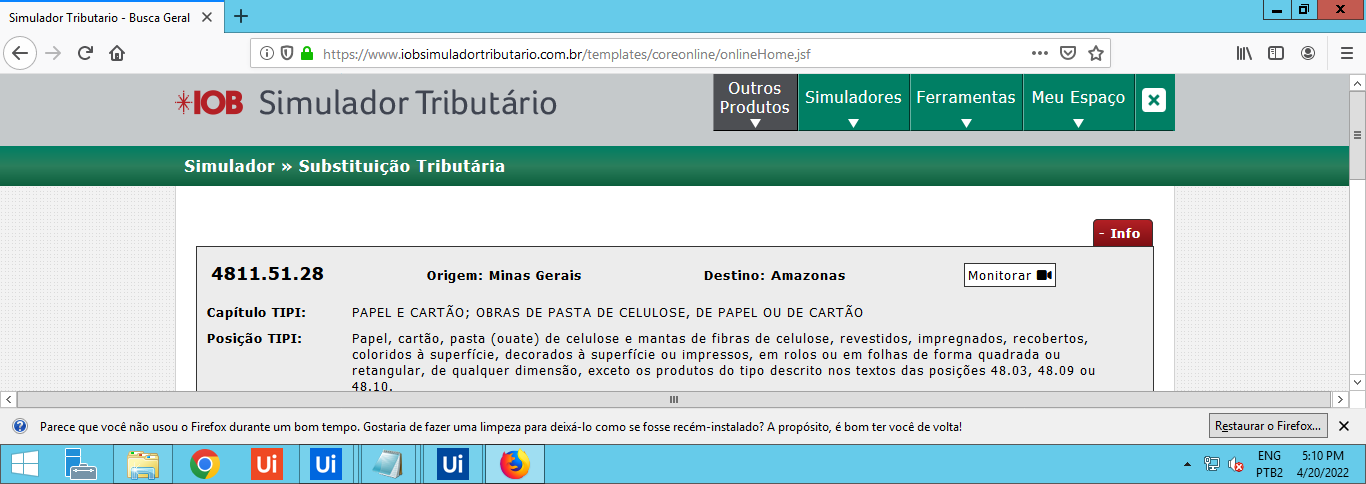 Simulador Tributario - Busca Geral
https://www.iobsimuladortributario.com.br/templates/coreonline/onlineHome.jsf
IOB Simulador Tributário
Outros Produtos
Simuladores
Ferramentas
Meu Espaço
Simulador » Substituição Tributária
- Info
4811.51.28 Origem: Minas Gerais Destino: Amazonas Monitorar
Capítulo TIPI: PAPEL E CARTÃO; OBRAS DE PASTA DE CELULOSE, DE PAPEL OU DE CARTÃO
Posição TIPI: Papel, cartão, pasta (ouate) de celulose e mantas de fibras de celulose, revestidos, impregnados, recobertos,
coloridos à superfície, decorados à superfície ou impressos, em rolos ou em folhas de forma quadrada ou
retangular, de qualquer dimensão, exceto os produtos do tipo descrito nos textos das posições 48.03, 48.09 ou
48.10.
Parece que você não usou o Firefox durante um bom tempo. Gostaria de fazer uma limpeza para deixá-lo como se fosse recém-instalado? A propósito, é bom ter você de volta! Restaurar o Firefox...
Ui Ui Ui
ENG 5:10 PM
PTB2 4/20/2022